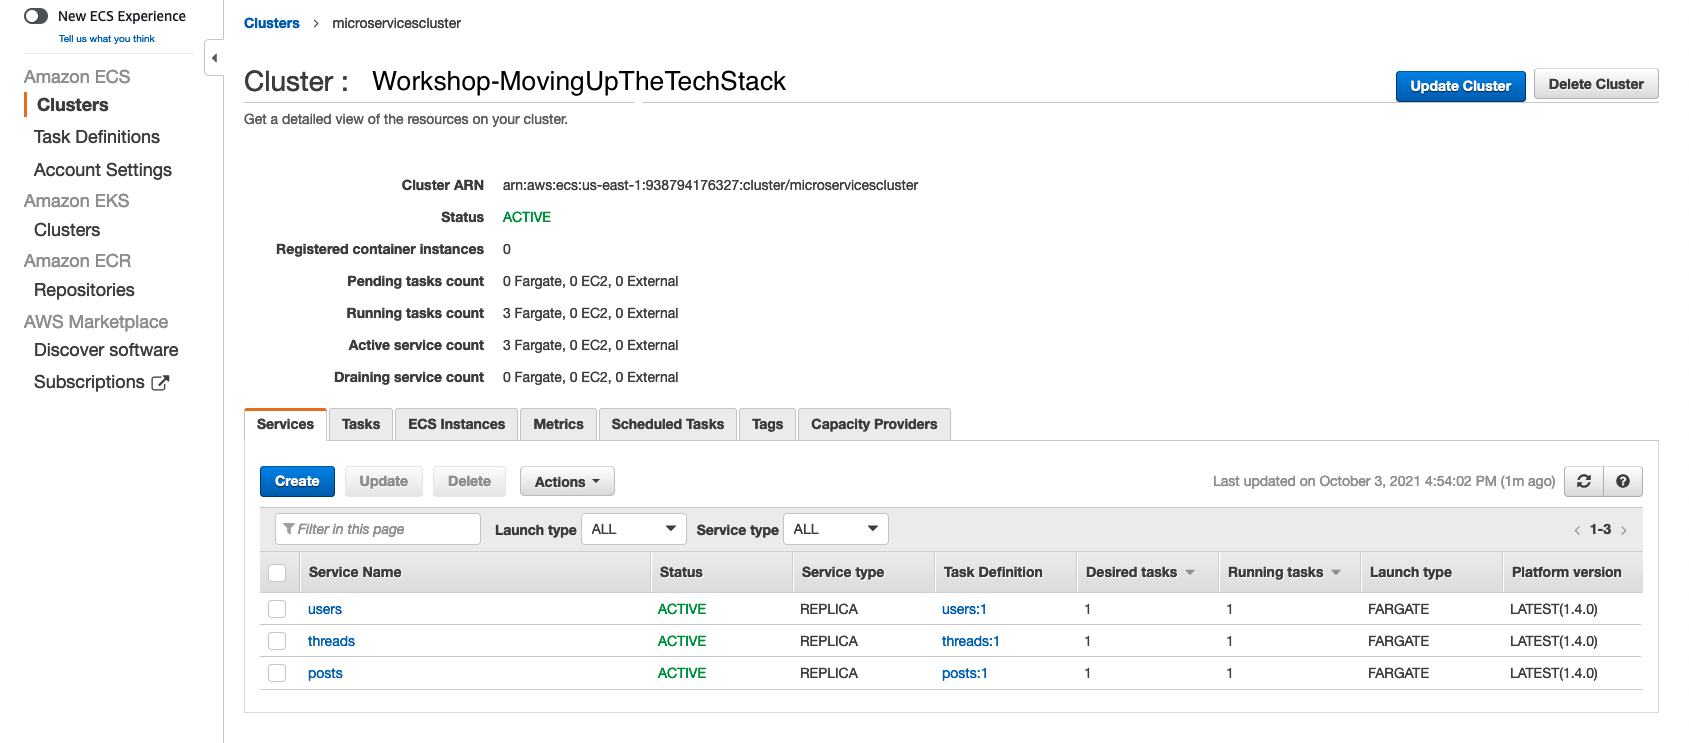 New ECS Experience
Tell us what you think
Amazon ECS
Clusters
Task Definitions
Account Settings
Amazon EKS
Clusters
Amazon ECR
Repositories
AWS Marketplace
Discover software
Subscriptions
Clusters > microservicescluster
Cluster : Workshop-MovingUpTheTechStack
Update Cluster Delete Cluster
Get a detailed view of the resources on your cluster.
Cluster ARN arn:aws:ecs:us-east-1:938794176327:cluster/microservicescluster
Status ACTIVE
Registered container instances 0
Pending tasks count 0 Fargate, 0 EC2, 0 External
Running tasks count 3 Fargate, 0 EC2, 0 External
Active service count 3 Fargate, 0 EC2, 0 External
Draining service count 0 Fargate, 0 EC2, 0 External
Services Tasks ECS Instances Metrics Scheduled Tasks Tags Capacity Providers
Create Update Delete Actions Last updated on October 3, 2021 4:54:02 PM (1m ago)
Filter in this page Launch type ALL Service type ALL < 1-3 >
Service Name Status Service type Task Definition Desired tasks Running tasks Launch type Platform version
users ACTIVE REPLICA users:1 1 1 FARGATE LATEST(1.4.0)
threads ACTIVE REPLICA threads:1 1 1 FARGATE LATEST(1.4.0)
posts ACTIVE REPLICA posts:1 1 1 FARGATE LATEST(1.4.0)